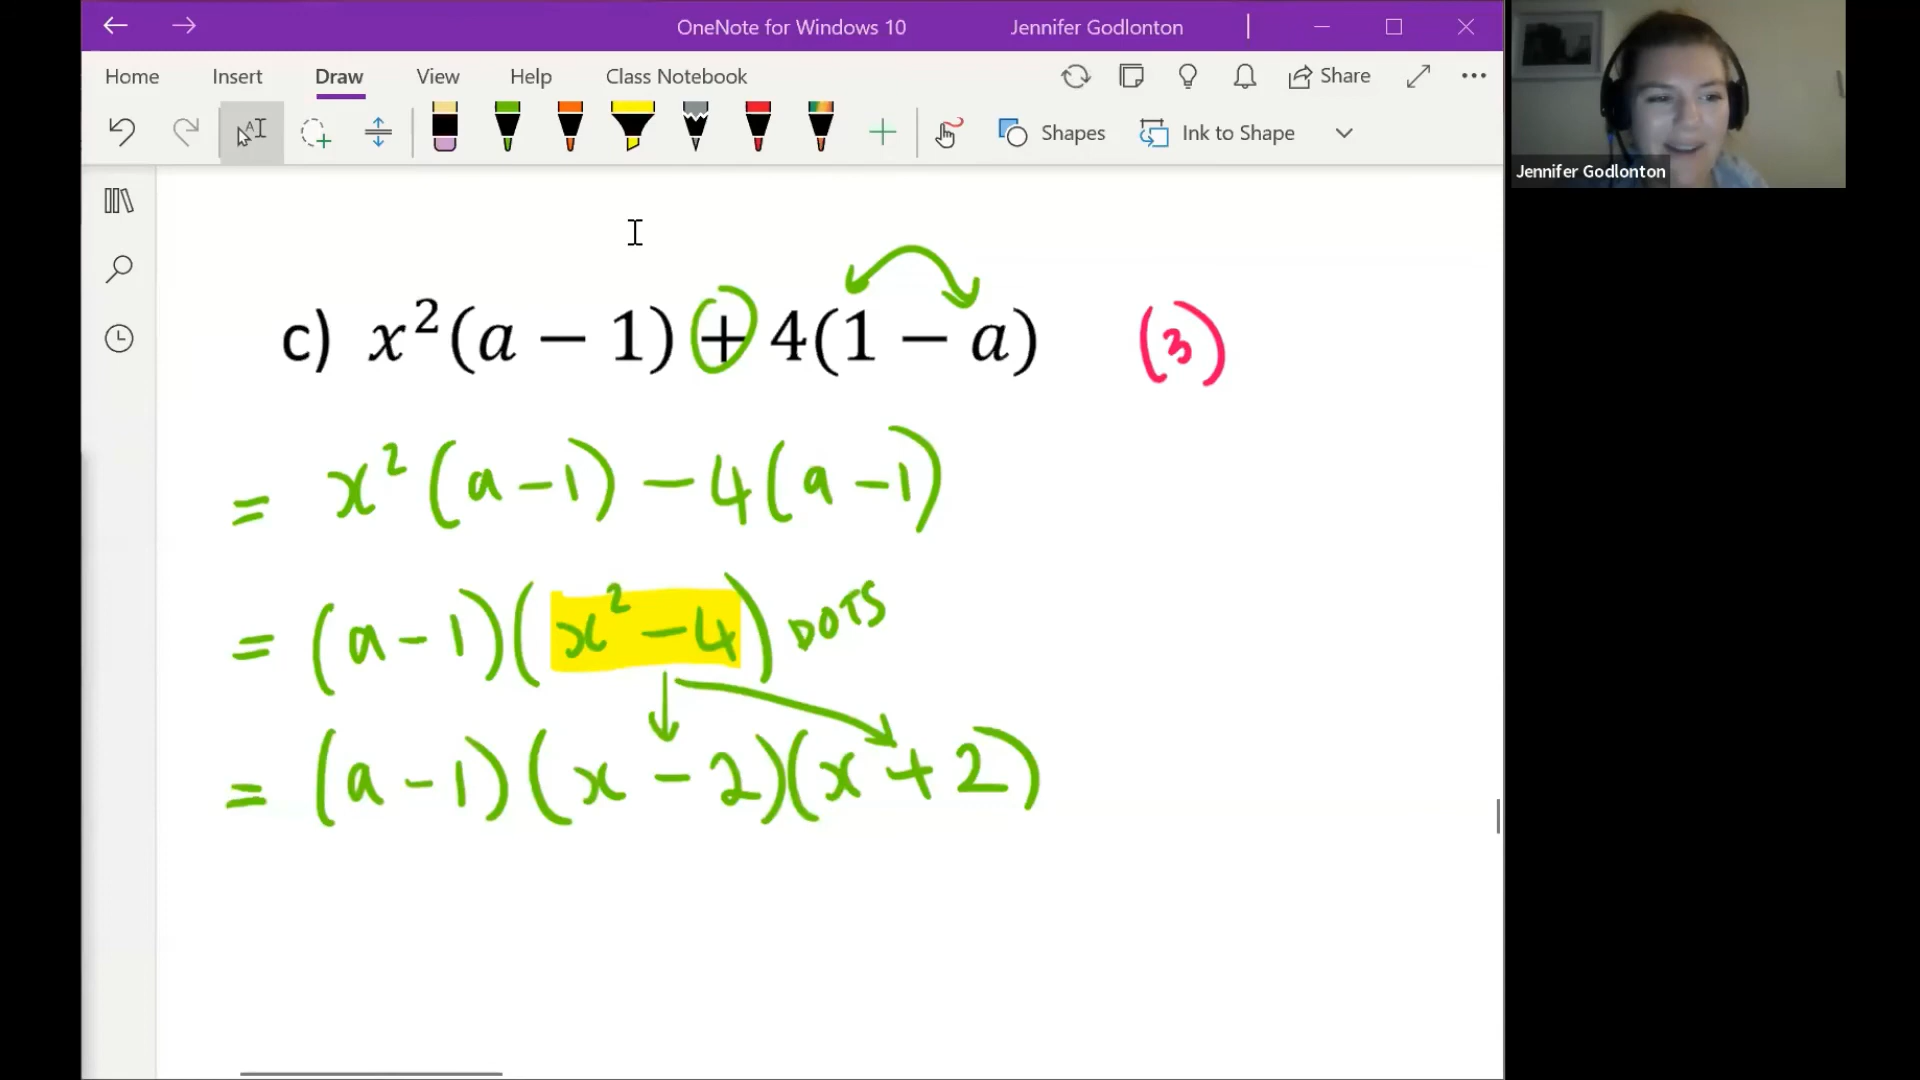 OneNote for Windows 10 Jennifer Godlonton
Home Insert Draw View Help Class Notebook Share
Shapes Ink to Shape
Jennifer Godlonton
c) x²(a − 1) + 4(1 − a) (3)
= x²(a − 1) − 4(a − 1)
= (a − 1)(x² − 4) DOTS
= (a − 1)(x − 2)(x + 2)